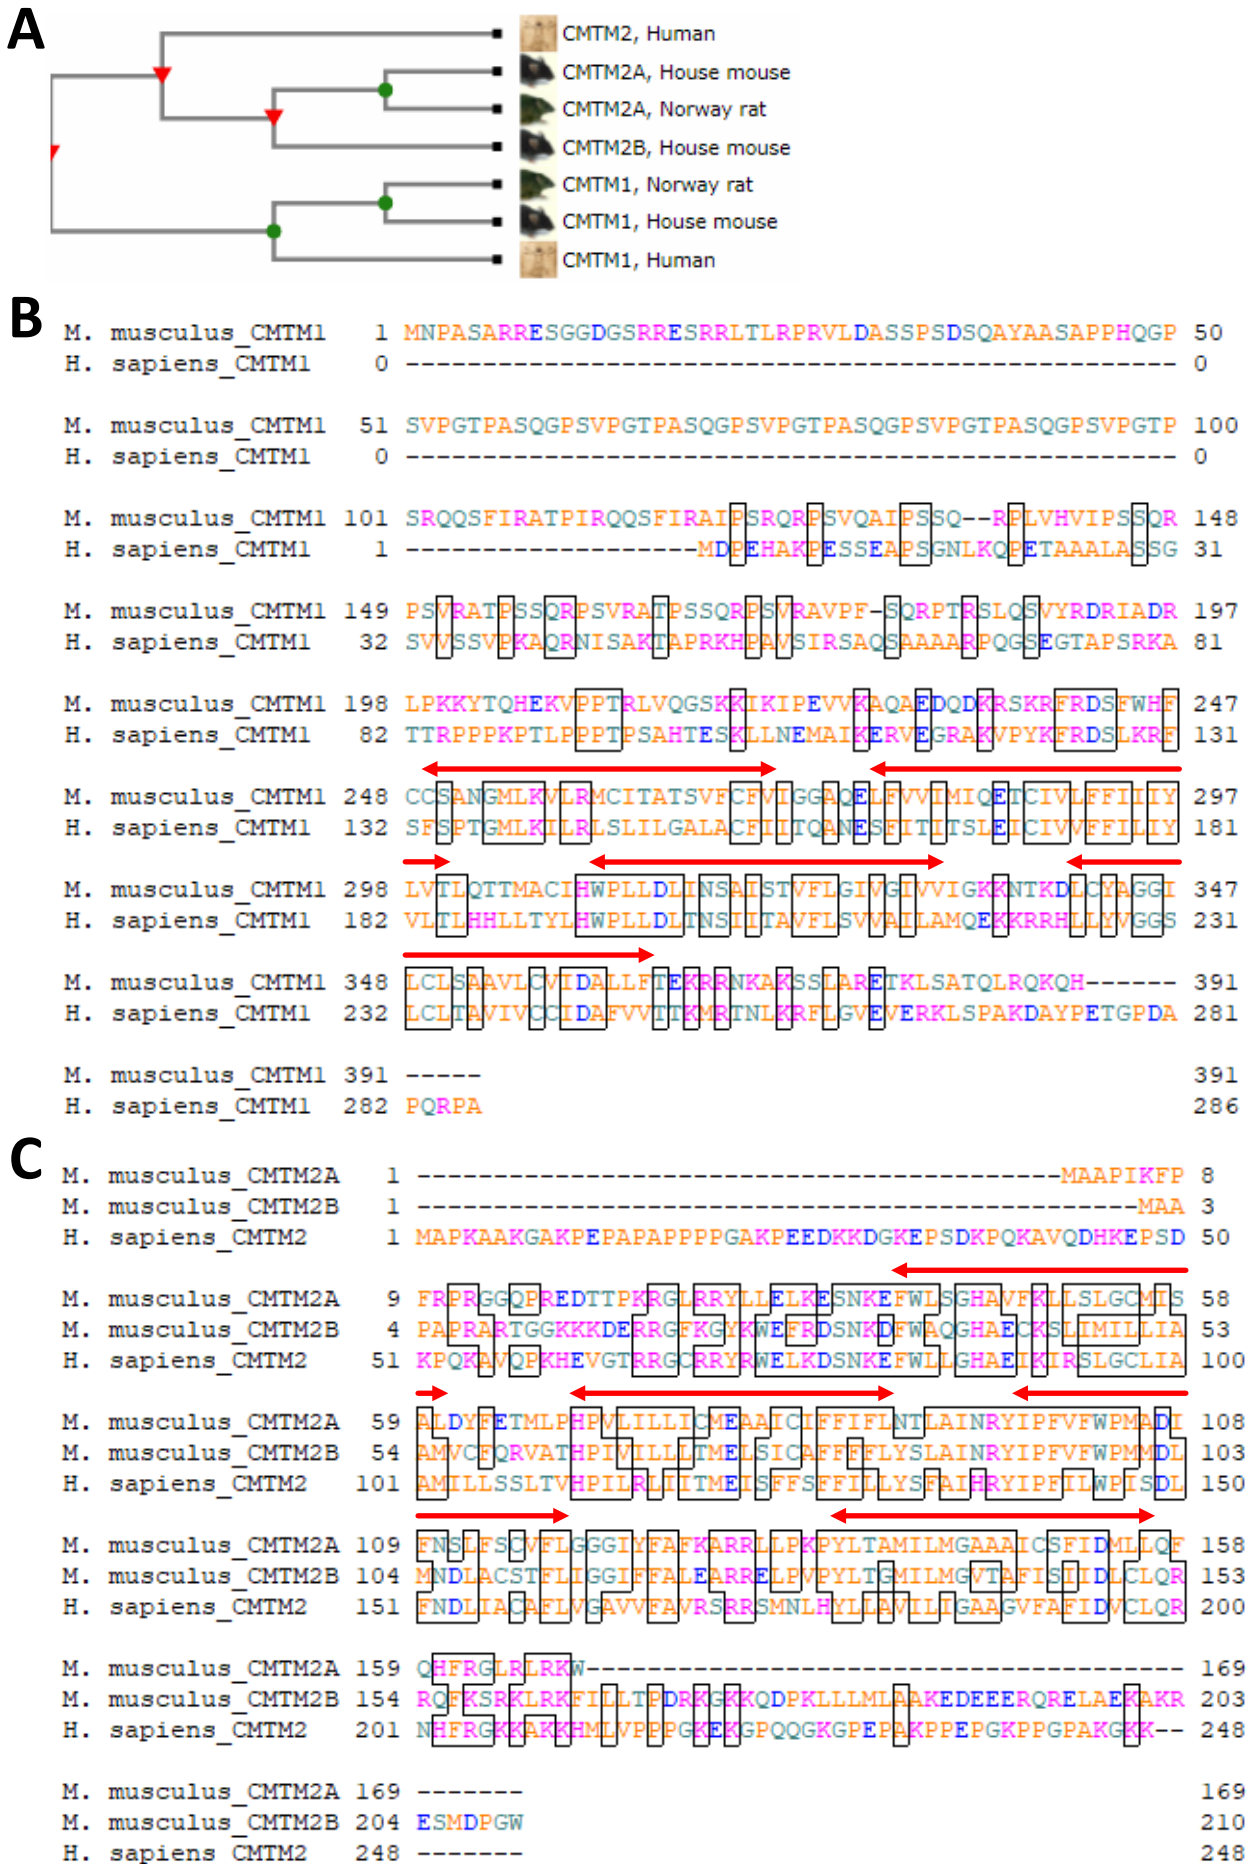 A
CMTM2, Human
CMTM2A, House mouse
CMTM2A, Norway rat
CMTM2B, House mouse
CMTM1, Norway rat
CMTM1, House mouse
CMTM1, Human
B
M. musculus_CMTM1 1 MNPASARRESGGDGSRRESRRLTLRPRVLDASSPSDSQAYAASAPPHQGP 50
H. sapiens_CMTM1 0 -------------------------------------------------- 0
M. musculus_CMTM1 51 SVPGTPASQGPSVPGTPASQGPSVPGTPASQGPSVPGTPASQGPSVPGTP 100
H. sapiens_CMTM1 0 -------------------------------------------------- 0
M. musculus_CMTM1 101 SRQQSFIRATPIRQQSFIRAIPSRQRPSVQAIPSSQ--RPLVHVIPSSQR 148
H. sapiens_CMTM1 1 -------------------MDPEHAKPESSEAPSGNLKQPETAAALASSG 31
M. musculus_CMTM1 149 PSVRATPSSQRPSVRATPSSQRPSVRAVPF-SQRPTRSLQSVYRDRIADR 197
H. sapiens_CMTM1 32 SVVSSVPKAQRNISAKTAPRKHPAVSIRSAQSAAAARPQGSEGTAPSRKA 81
M. musculus_CMTM1 198 LPKKYTQHEKVPPTRLVQGSKKIKIPEVVKAQAEDQDKRSKRFRDSFWHF 247
H. sapiens_CMTM1 82 TTRPPPKPTLPPPTPSAHTESKLLNEMAIKERVEGRAKVPYKFRDSLKRF 131
M. musculus_CMTM1 248 CCSANGMLKVLRMCITATSVFCFVIGGAQELFVVIMIQETCIVLFFIIIY 297
H. sapiens_CMTM1 132 SFSPTGMLKILRLSLILGALACFIITQANESFITITSLEICIVVFFILIY 181
M. musculus_CMTM1 298 LVTLQTTMACIHWPLLDLINSAISTVFLGIVGIVVIGKKNTKDLCYAGGI 347
H. sapiens_CMTM1 182 VLTLHHLLTYLHWPLLDLTNSIITAVFLSVVAILAMQEKKRRHLLYVGGS 231
M. musculus_CMTM1 348 LCLSAAVLCVIDALLFTEKRRNKAKSSLARETKLSATQLRQKQH------ 391
H. sapiens_CMTM1 232 LCLTAVIVCCIDAFVVTTKMRTNLKRFLGVEVERKLSPAKDAYPETGPDA 281
M. musculus_CMTM1 391 ----- 391
H. sapiens_CMTM1 282 PQRPA 286
C
M. musculus_CMTM2A 1 ------------------------------------------MAAPIKFP 8
M. musculus_CMTM2B 1 -----------------------------------------------MAA 3
H. sapiens_CMTM2 1 MAPKAAKGAKPEPAPAPPPPGAKPEEDKKDGKEPSDKPQKAVQDHKEPSD 50
M. musculus_CMTM2A 9 FRPRGGQPREDTTPKRGLRRYLLELKESNKEFWLSGHAVFKLLSLGCMIS 58
M. musculus_CMTM2B 4 PAPRARTGGKKKDERRGFKGYKWEFRDSNKDFWAQGHAECKSLIMILLIA 53
H. sapiens_CMTM2 51 KPQKAVQPKHEVGTRRGCRRYRWELKDSNKEFWLLGHAEIKIRSLGCLIA 100
M. musculus_CMTM2A 59 ALDYFETMLPHPVLILLICMEAAICIFFIFLNTLAINRYIPFVFWPMADI 108
M. musculus_CMTM2B 54 AMVCFQRVATHPIVILLLTMELSICAFFFFLYSLAINRYIPFVFWPMMDL 103
H. sapiens_CMTM2 101 AMILLSSLTVHPILRLIITMEISFFSFFILLYSFAIHRYIPFILWPISDL 150
M. musculus_CMTM2A 109 FNSLFSCVFLGGGIYFAFKARRLLPKPYLTAMILMGAAAICSFIDMLLQF 158
M. musculus_CMTM2B 104 MNDLACSTFLIGGIFFALEARRELPVPYLTGMILMGVTAFISIIDLCLQR 153
H. sapiens_CMTM2 151 FNDLIACAFLVGAVVFAVRSRRSMNLHYLLAVILIGAAGVFAFIDVCLQR 200
M. musculus_CMTM2A 159 QHFRGLRLRKW--------------------------------------- 169
M. musculus_CMTM2B 154 RQFKSRKLRKFILLTPDRKGKKQDPKLLLMLAAKEDEEERQRELAEKAKR 203
H. sapiens_CMTM2 201 NHFRGKKAKKHMLVPPPGKEKGPQQGKGPEPAKPPEPGKPPGPAKGKK-- 248
M. musculus_CMTM2A 169 ------- 169
M. musculus_CMTM2B 204 ESMDPGW 210
H. sapiens CMTM2 248 ------- 248